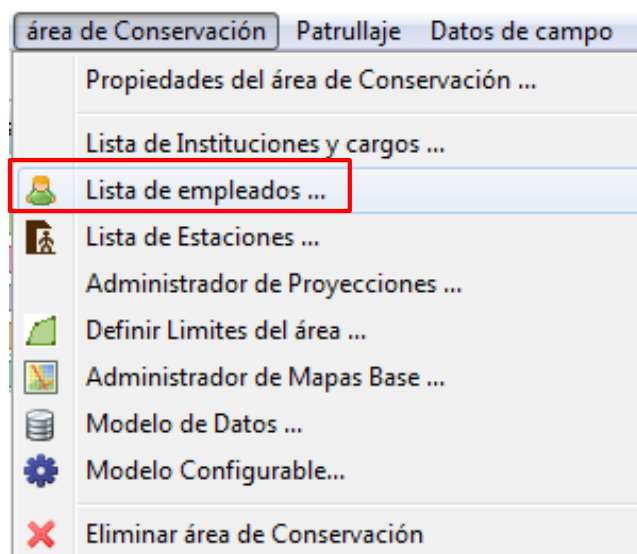 área de Conservación Patrullaje Datos de campo
Propiedades del área de Conservación ...
Lista de Instituciones y cargos ...
Lista de empleados ...
Lista de Estaciones ...
Administrador de Proyecciones ...
Definir Limites del área ...
Administrador de Mapas Base ...
Modelo de Datos ...
Modelo Configurable...
Eliminar área de Conservación